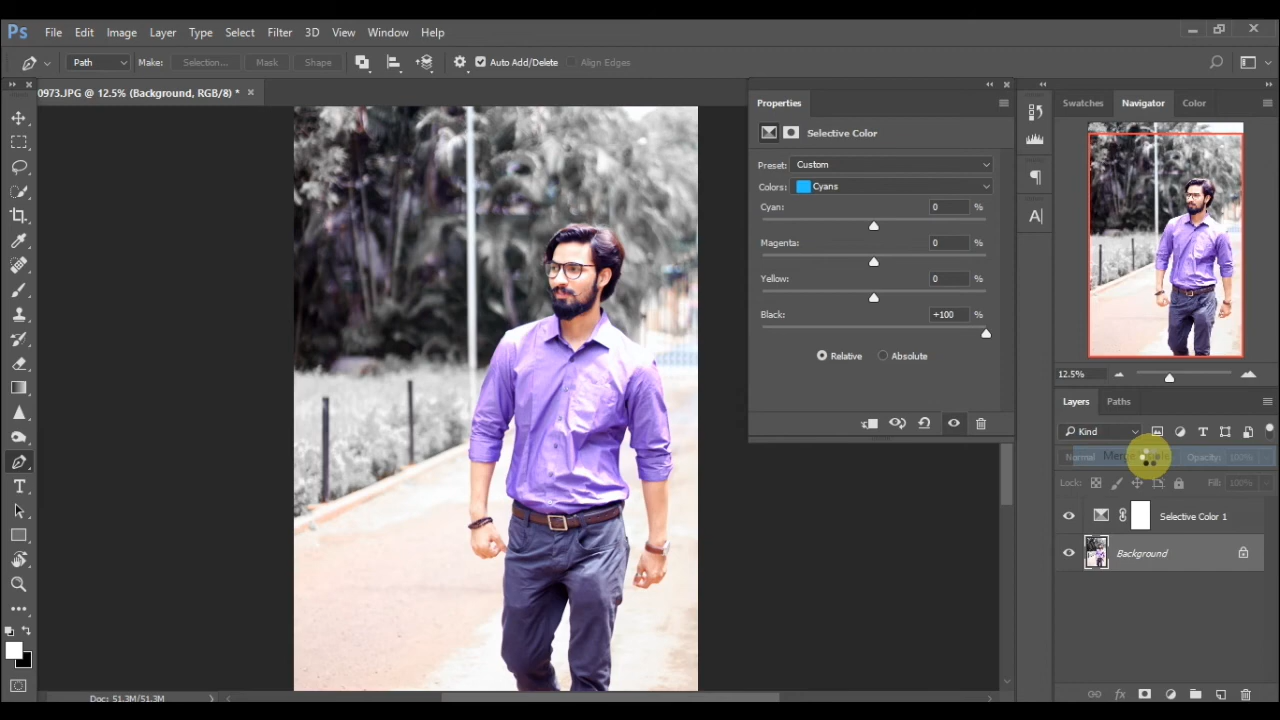 Ps File Edit Image Layer Type Select Filter 3D View Window Help
Path Make: Selection... Mask Shape Auto Add/Delete Align Edges
0973.JPG @ 12.5% (Background, RGB/8) *
Properties
Selective Color
Preset: Custom
Colors: Cyans
Cyan: 0 %
Magenta: 0 %
Yellow: 0 %
Black: +100 %
Relative Absolute
Swatches Navigator Color
12.5%
Layers Paths
Kind
Normal Opacity: 100%
Lock: Fill: 100%
Selective Color 1
Background
Doc: 51.3M/51.3M